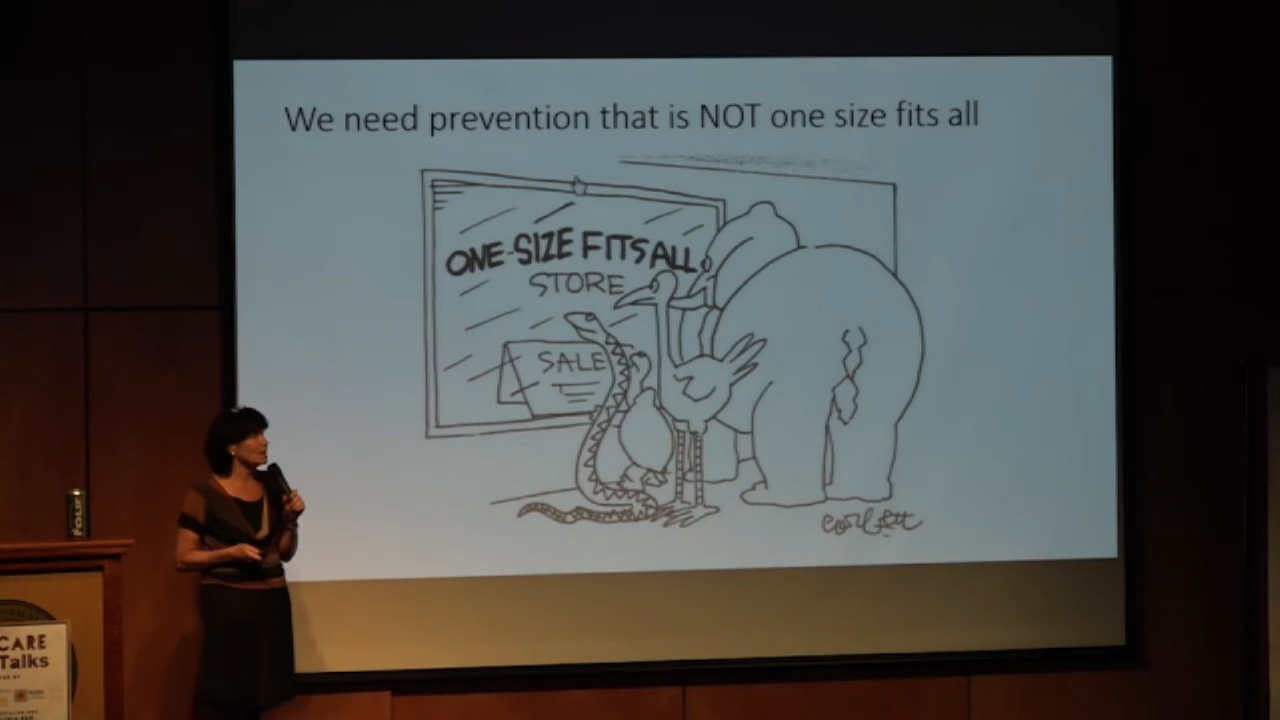 We need prevention that is NOT one size fits all
ONE-SIZE FITS ALL
STORE
SALE
CARE
Talks